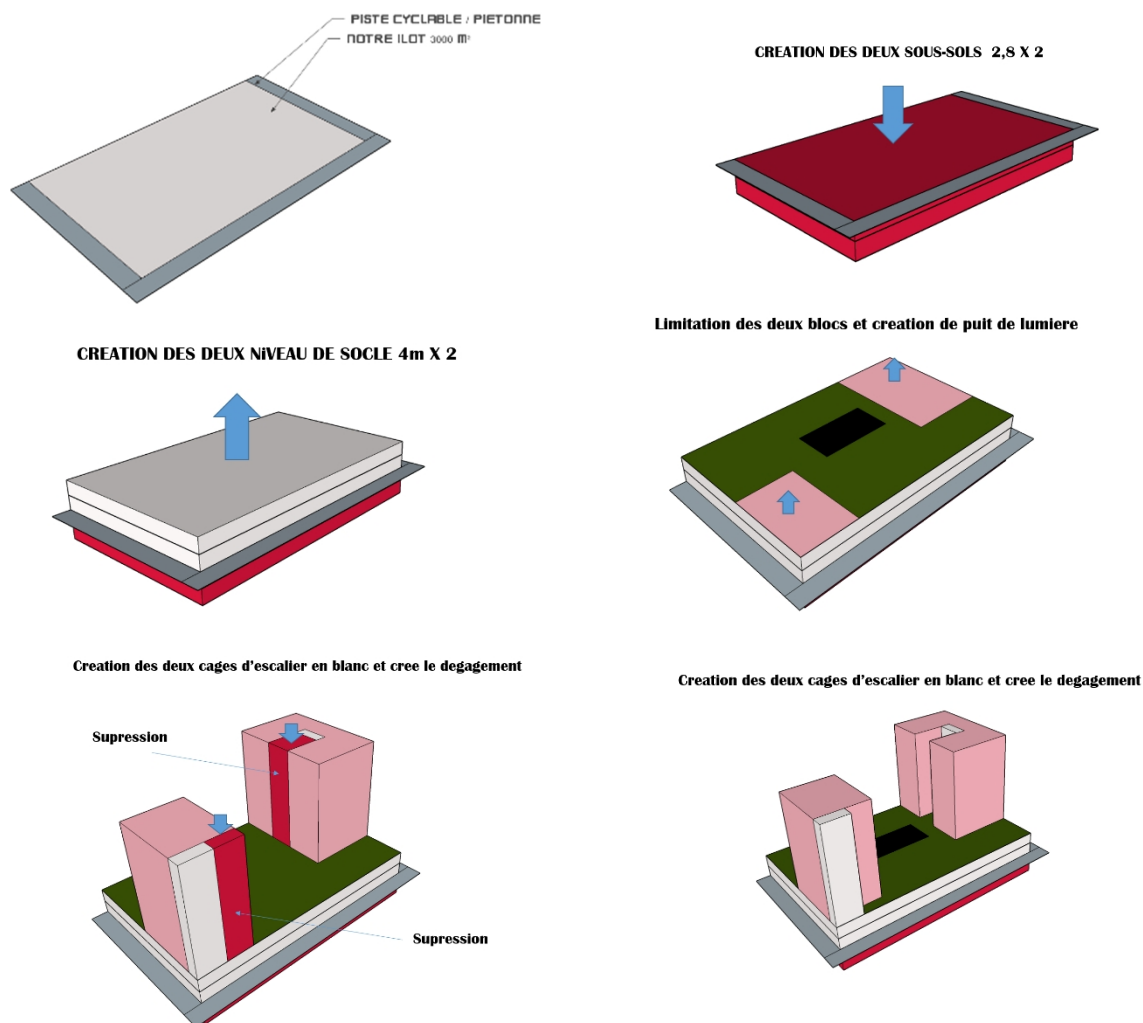 PISTE CYCLABLE / PIETONNE
NOTRE ILOT 3000 M²
CREATION DES DEUX SOUS-SOLS 2,8 X 2
CREATION DES DEUX NiVEAU DE SOCLE 4m X 2
Limitation des deux blocs et creation de puit de lumiere
Creation des deux cages d'escalier en blanc et cree le degagement
Supression
Supression
Creation des deux cages d'escalier en blanc et cree le degagement